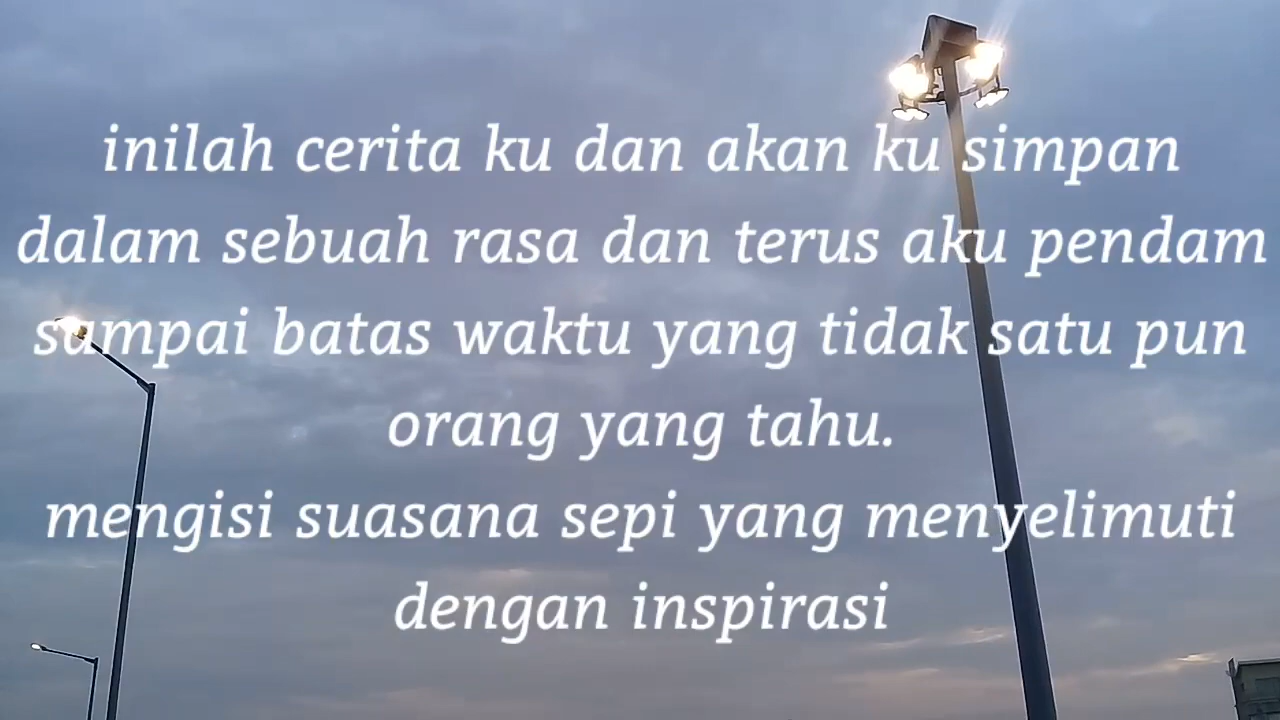 inilah cerita ku dan akan ku simpan
dalam sebuah rasa dan terus aku pendam
sampai batas waktu yang tidak satu pun
orang yang tahu.
mengisi suasana sepi yang menyelimuti
dengan inspirasi